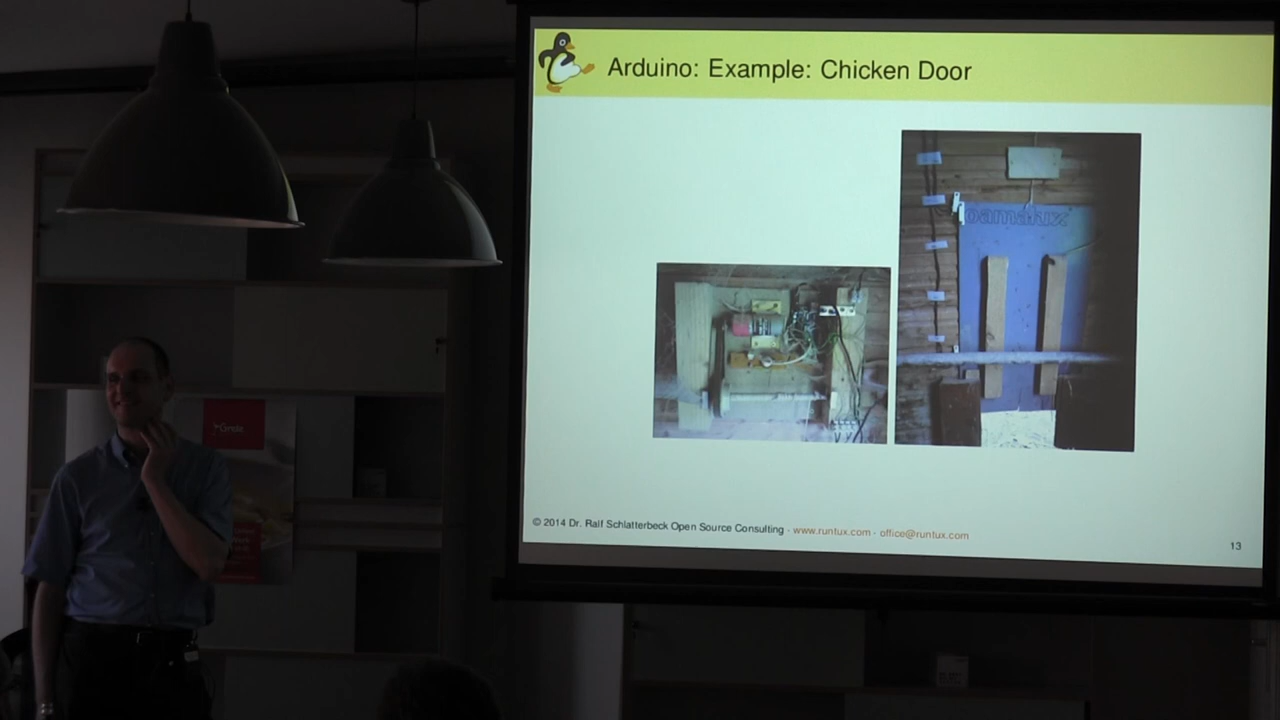 Arduino: Example: Chicken Door
© 2014 Dr. Ralf Schlatterbeck Open Source Consulting - www.runtux.com - office@runtux.com
13